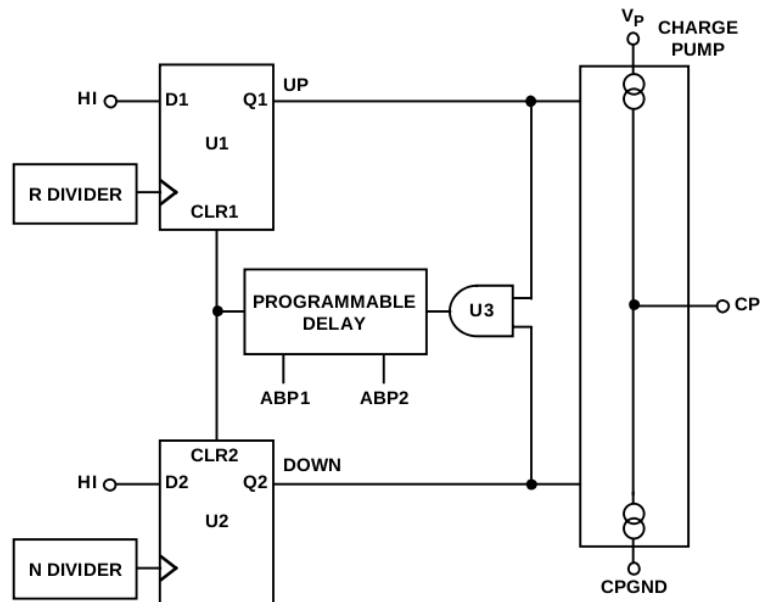 VP
CHARGE
PUMP
HI
D1
Q1
UP
U1
R DIVIDER
CLR1
PROGRAMMABLE
DELAY
U3
CP
ABP1
ABP2
CLR2
DOWN
HI
D2
Q2
U2
N DIVIDER
CPGND